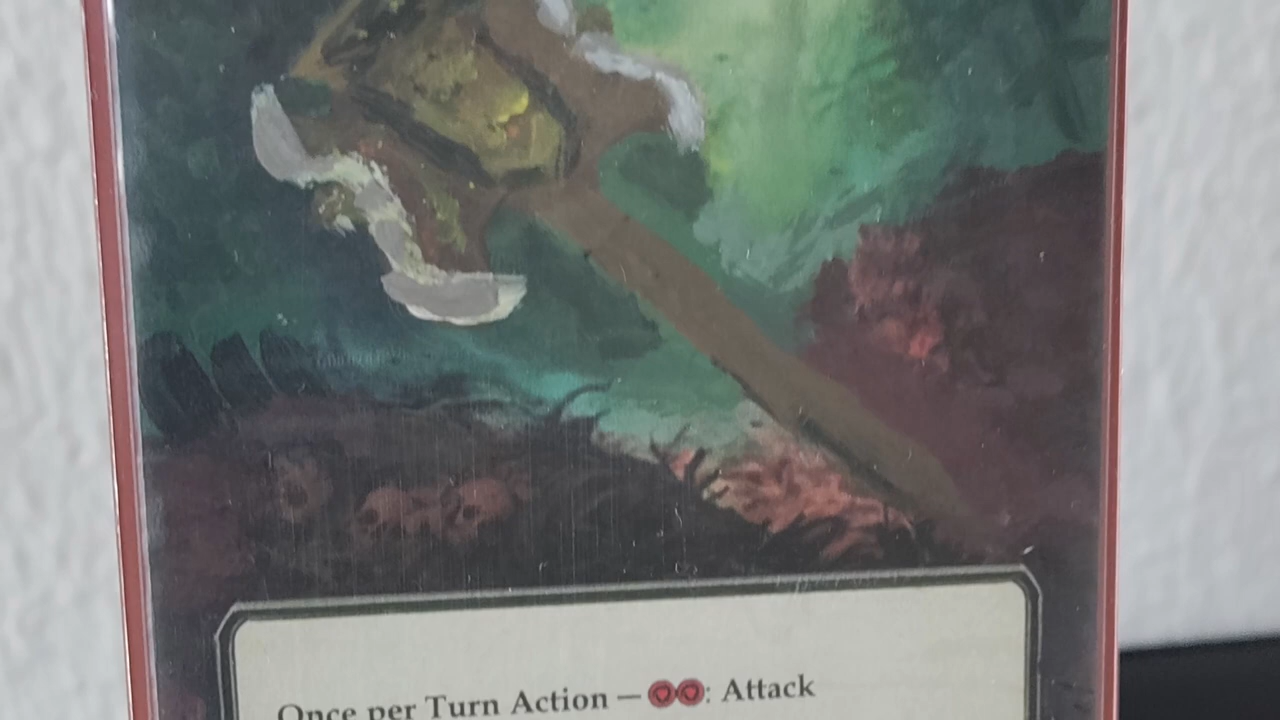 Once per Turn Action — : Attack